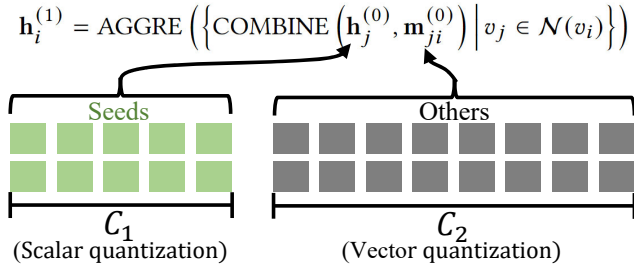 h_i^{(1)} = AGGRE ( { COMBINE ( h_j^{(0)}, m_{ji}^{(0)} ) | v_j ∈ N(v_i) } )
Seeds Others
C_1 C_2
(Scalar quantization) (Vector quantization)